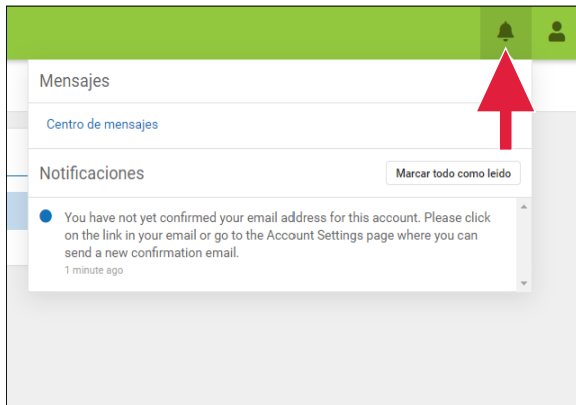 Mensajes
Centro de mensajes
Notificaciones
Marcar todo como leido
You have not yet confirmed your email address for this account. Please click
on the link in your email or go to the Account Settings page where you can
send a new confirmation email.
1 minute ago